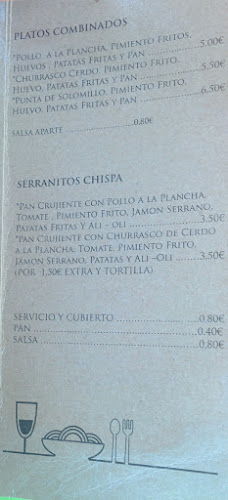 PLATOS COMBINADOS
*POLLO A LA PLANCHA, PIMIENTO FRITOS,
HUEVOS, PATATAS FRITAS Y PAN ............5.00€
*CHURRASCO CERDO, PIMIENTO FRITO,
HUEVO, PATATAS FRITAS Y PAN ............5.50€
*PUNTA DE SOLOMILLO, PIMIENTO FRITO,
HUEVO, PATATAS FRITAS Y PAN ............6.50€
SALSA APARTE ......................0,80€
SERRANITOS CHISPA
*PAN CRUJIENTE CON POLLO A LA PLANCHA,
TOMATE , PIMIENTO FRITO, JAMÓN SERRANO,
PATATAS FRITAS Y ALI - OLI ..................3.50€
*PAN CRUJIENTE CON CHURRASCO DE CERDO
A LA PLANCHA, TOMATE, PIMIENTO FRITO,
JAMÓN SERRANO, PATATAS Y ALI -OLI .......3,50€
(POR 1,50€ EXTRA Y TORTILLA)
SERVICIO Y CUBIERTO .......................0.80€
PAN ...............................................0.40€
SALSA .............................................0,80€